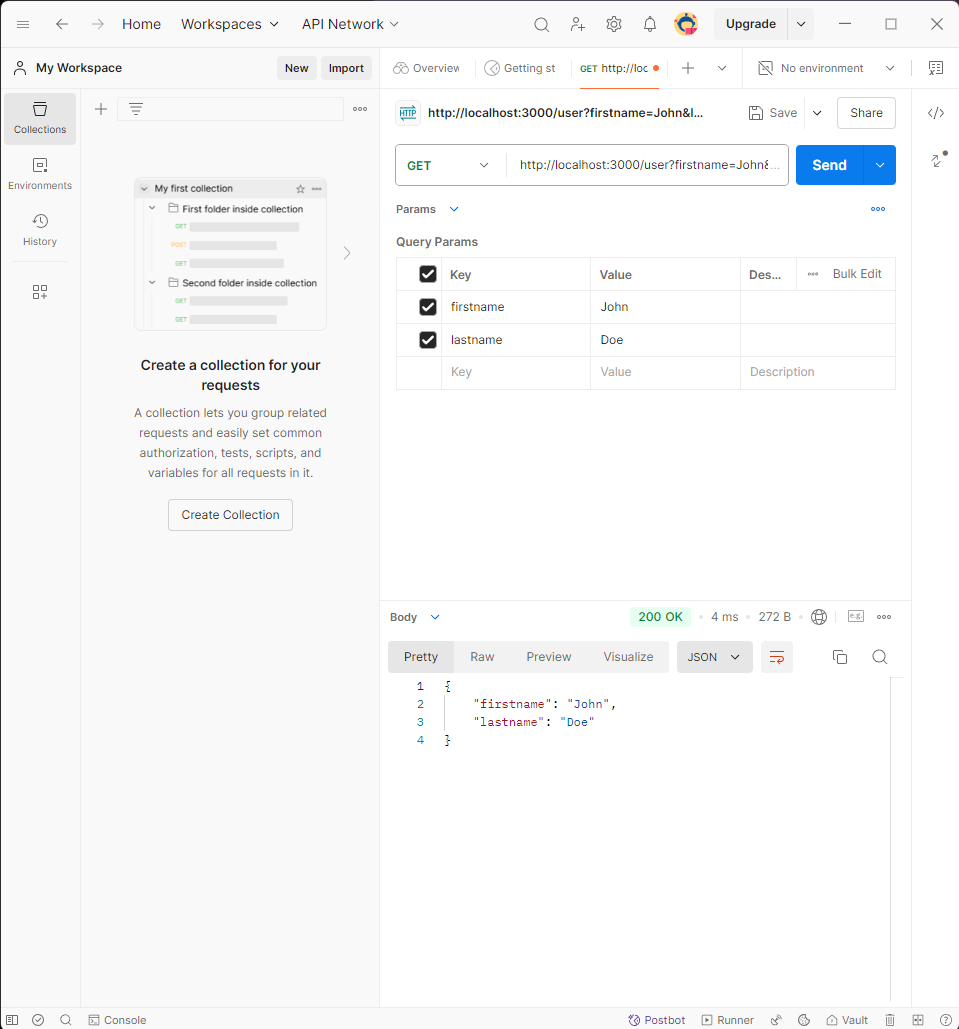 Home Workspaces API Network Upgrade
My Workspace New Import Overview Getting st GET http://loc No environment
Collections
Environments
History
My first collection
First folder inside collection
GET
POST
GET
Second folder inside collection
GET
GET
Create a collection for your
requests
A collection lets you group related
requests and easily set common
authorization, tests, scripts, and
variables for all requests in it.
Create Collection
HTTP http://localhost:3000/user?firstname=John&l... Save Share
GET http://localhost:3000/user?firstname=John&... Send
Params
Query Params
Key Value Des... Bulk Edit
firstname John
lastname Doe
Key Value Description
Body 200 OK 4 ms 272 B e.g.
Pretty Raw Preview Visualize JSON
1 {
2 "firstname": "John",
3 "lastname": "Doe"
4 }
Console Postbot Runner Vault